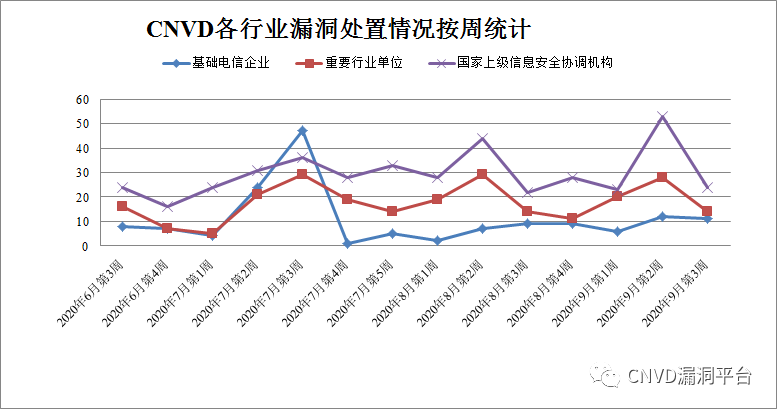 CNVD各行业漏洞处置情况按周统计
基础电信企业 重要行业单位 国家上级信息安全协调机构
60
50
40
30
20
10
0
2020年6月第3周
2020年6月第4周
2020年7月第1周
2020年7月第2周
2020年7月第3周
2020年7月第4周
2020年7月第5周
2020年8月第1周
2020年8月第2周
2020年8月第3周
2020年8月第4周
2020年9月第1周
2020年9月第2周
2020年9月第3周
CNVD漏洞平台